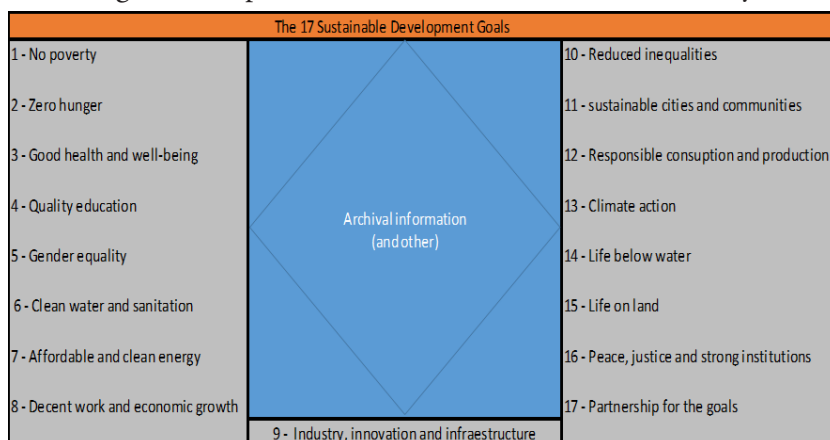 The 17 Sustainable Development Goals
1 - No poverty
2 - Zero hunger
3 - Good health and well-being
4 - Quality education
5 - Gender equality
6 - Clean water and sanitation
7 - Affordable and clean energy
8 - Decent work and economic growth
Archival information
(and other)
9 - Industry, innovation and infraestructure
10 - Reduced inequalities
11 - sustainable cities and communities
12 - Responsible consuption and production
13 - Climate action
14 - Life below water
15 - Life on land
16 - Peace, justice and strong institutions
17 - Partnership for the goals